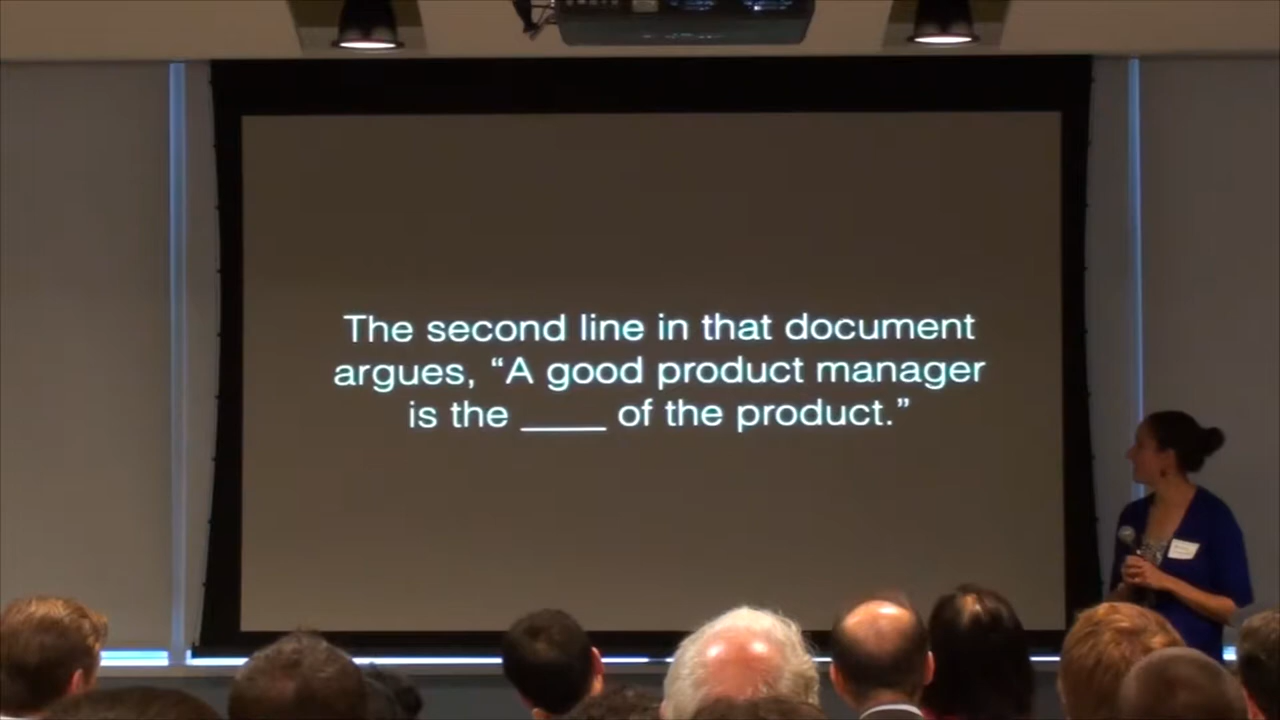 The second line in that document
argues, “A good product manager
is the ____ of the product.”